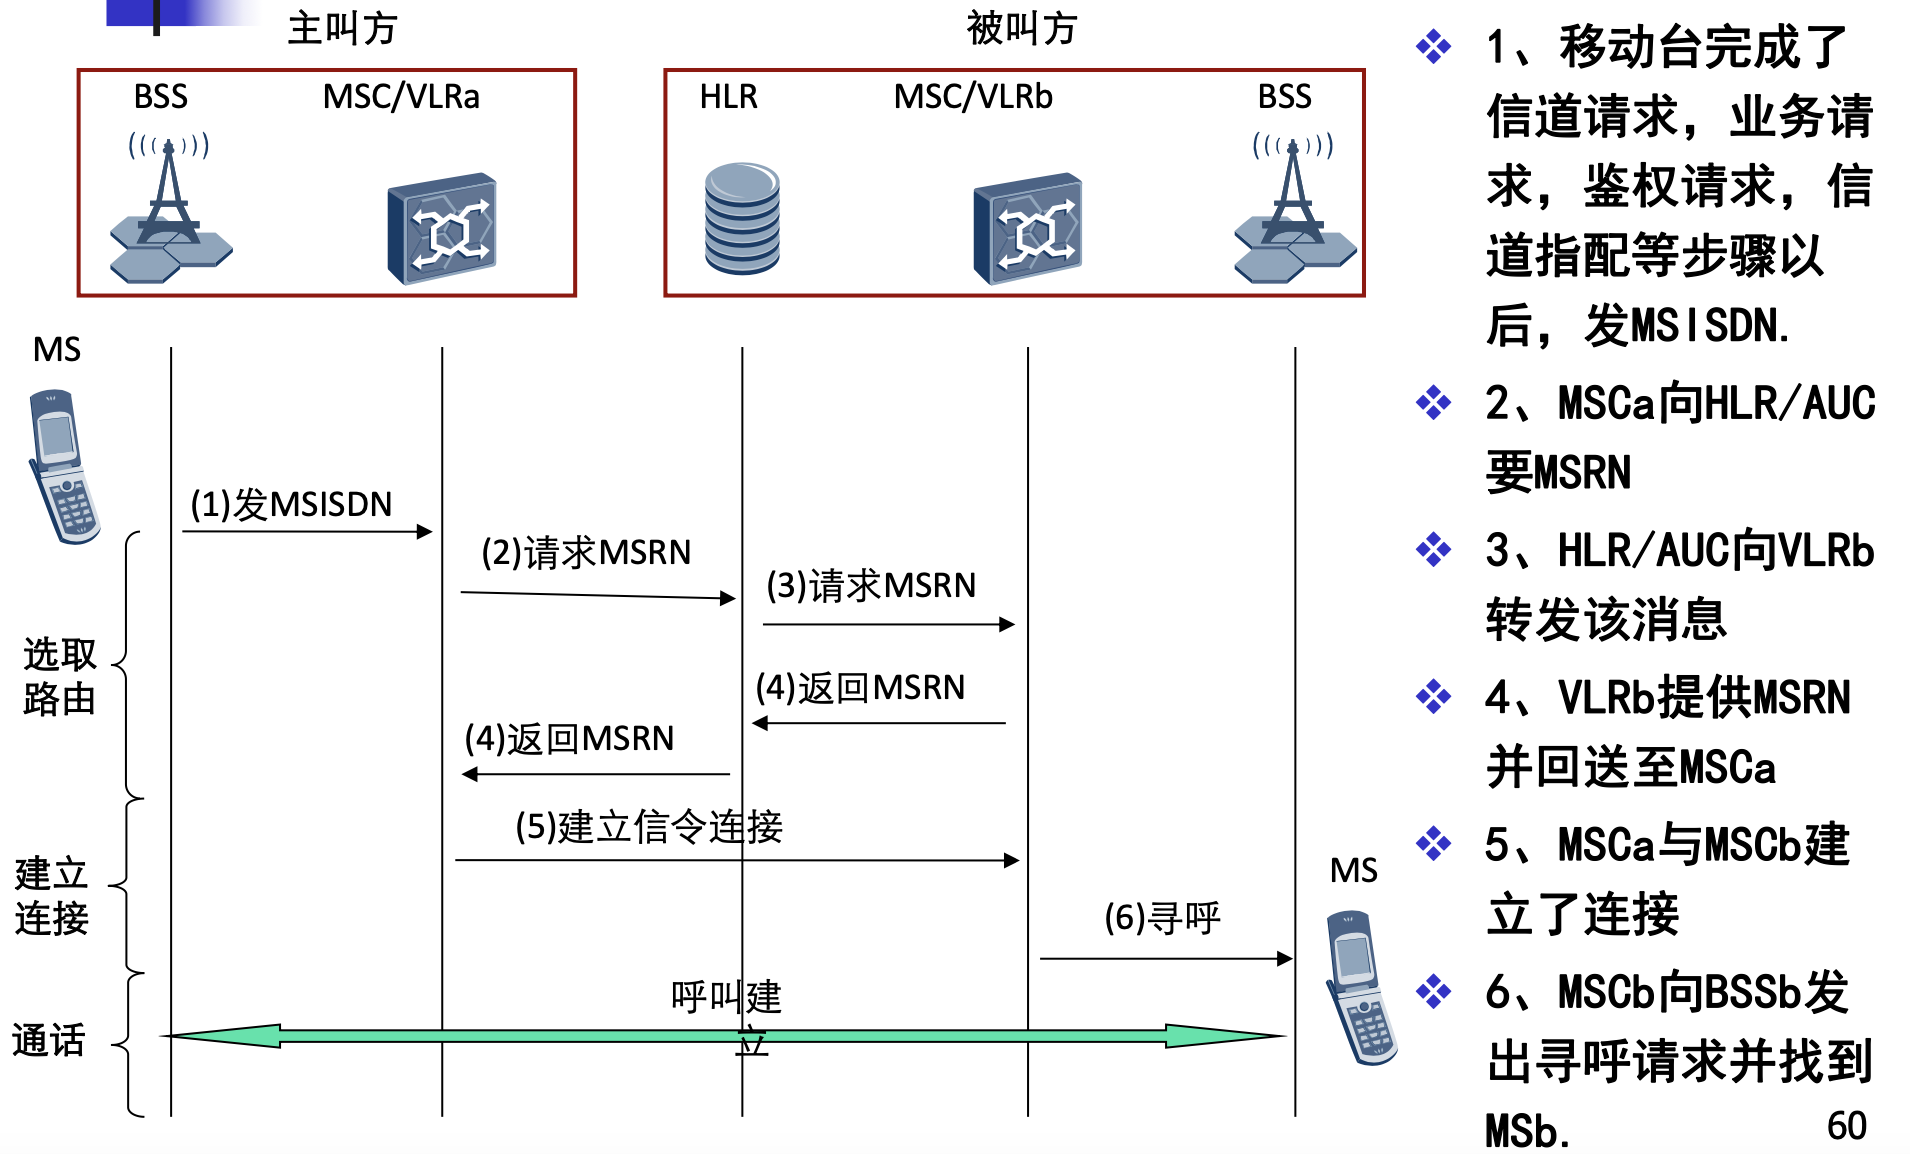 主叫方
被叫方
BSS
MSC/VLRa
HLR
MSC/VLRb
BSS
MS
(1)发MSISDN
(2)请求MSRN
(3)请求MSRN
(4)返回MSRN
(4)返回MSRN
(5)建立信令连接
(6)寻呼
MS
呼叫建
立
选取
路由
建立
连接
通话
1、移动台完成了
信道请求，业务请
求，鉴权请求，信
道指配等步骤以
后，发MSISDN.
2、MSCa向HLR/AUC
要MSRN
3、HLR/AUC向VLRb
转发该消息
4、VLRb提供MSRN
并回送至MSCa
5、MSCa与MSCb建
立了连接
6、MSCb向BSSb发
出寻呼请求并找到
MSb.
60